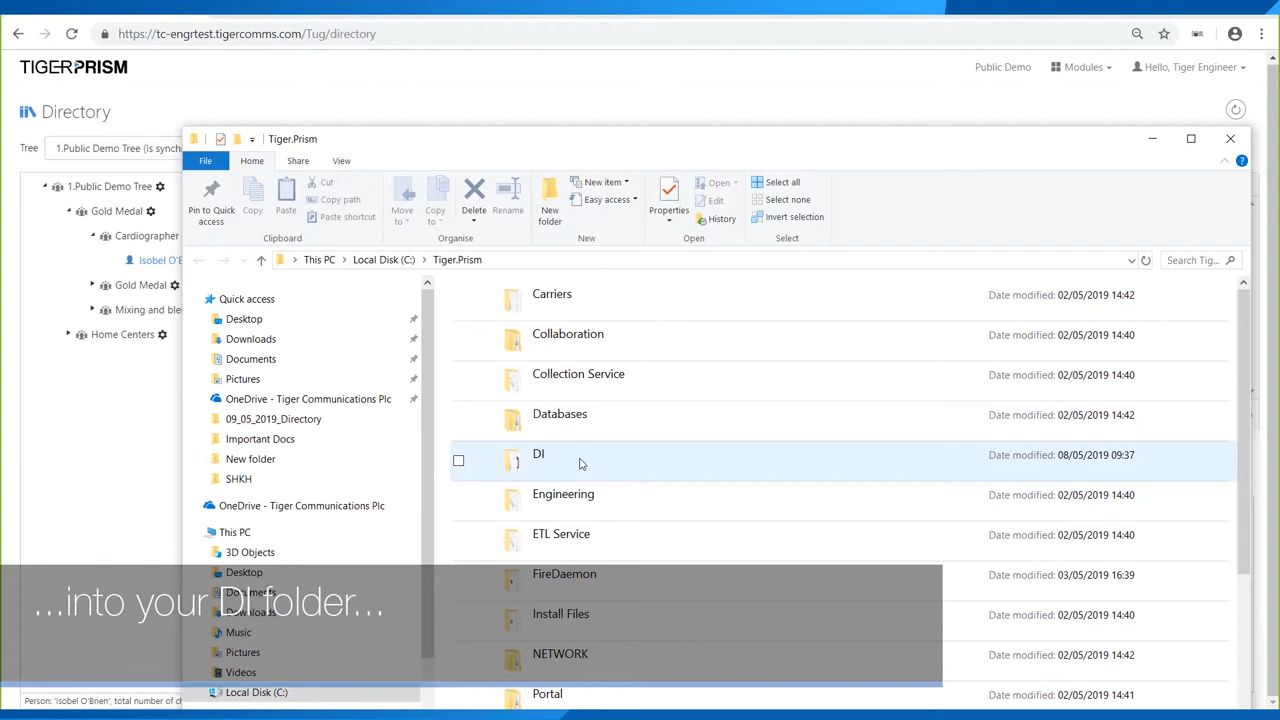 https://tc-engrtest.tigercomms.com/Tug/directory
TIGERPRISM
Public Demo
Modules
Hello, Tiger Engineer
Directory
Tree
1.Public Demo Tree (Is synch
1.Public Demo Tree
Gold Medal
Cardiographer
Isobel O'B
Gold Medal
Mixing and ble
Home Centers
Tiger.Prism
File
Home
Share
View
Pin to Quick access
Copy
Paste
Cut
Copy path
Paste shortcut
Clipboard
Move to
Copy to
Delete
Rename
Organise
New folder
New item
Easy access
New
Properties
Open
Edit
History
Open
Select all
Select none
Invert selection
Select
This PC
Local Disk (C:)
Tiger.Prism
Search Tig...
Quick access
Desktop
Downloads
Documents
Pictures
OneDrive - Tiger Communications Plc
09_05_2019_Directory
Important Docs
New folder
SHKH
OneDrive - Tiger Communications Plc
This PC
3D Objects
Desktop
Documents
Downloads
Music
Pictures
Videos
Local Disk (C:)
Carriers Date modified: 02/05/2019 14:42
Collaboration Date modified: 02/05/2019 14:40
Collection Service Date modified: 02/05/2019 14:40
Databases Date modified: 02/05/2019 14:42
DI Date modified: 08/05/2019 09:37
Engineering Date modified: 02/05/2019 14:40
ETL Service Date modified: 02/05/2019 14:40
FireDaemon Date modified: 03/05/2019 16:39
Install Files Date modified: 02/05/2019 14:40
NETWORK Date modified: 02/05/2019 14:42
Portal Date modified: 02/05/2019 14:41
...into your DI folder...
Person: 'Isobel O'Brien', total number of ch